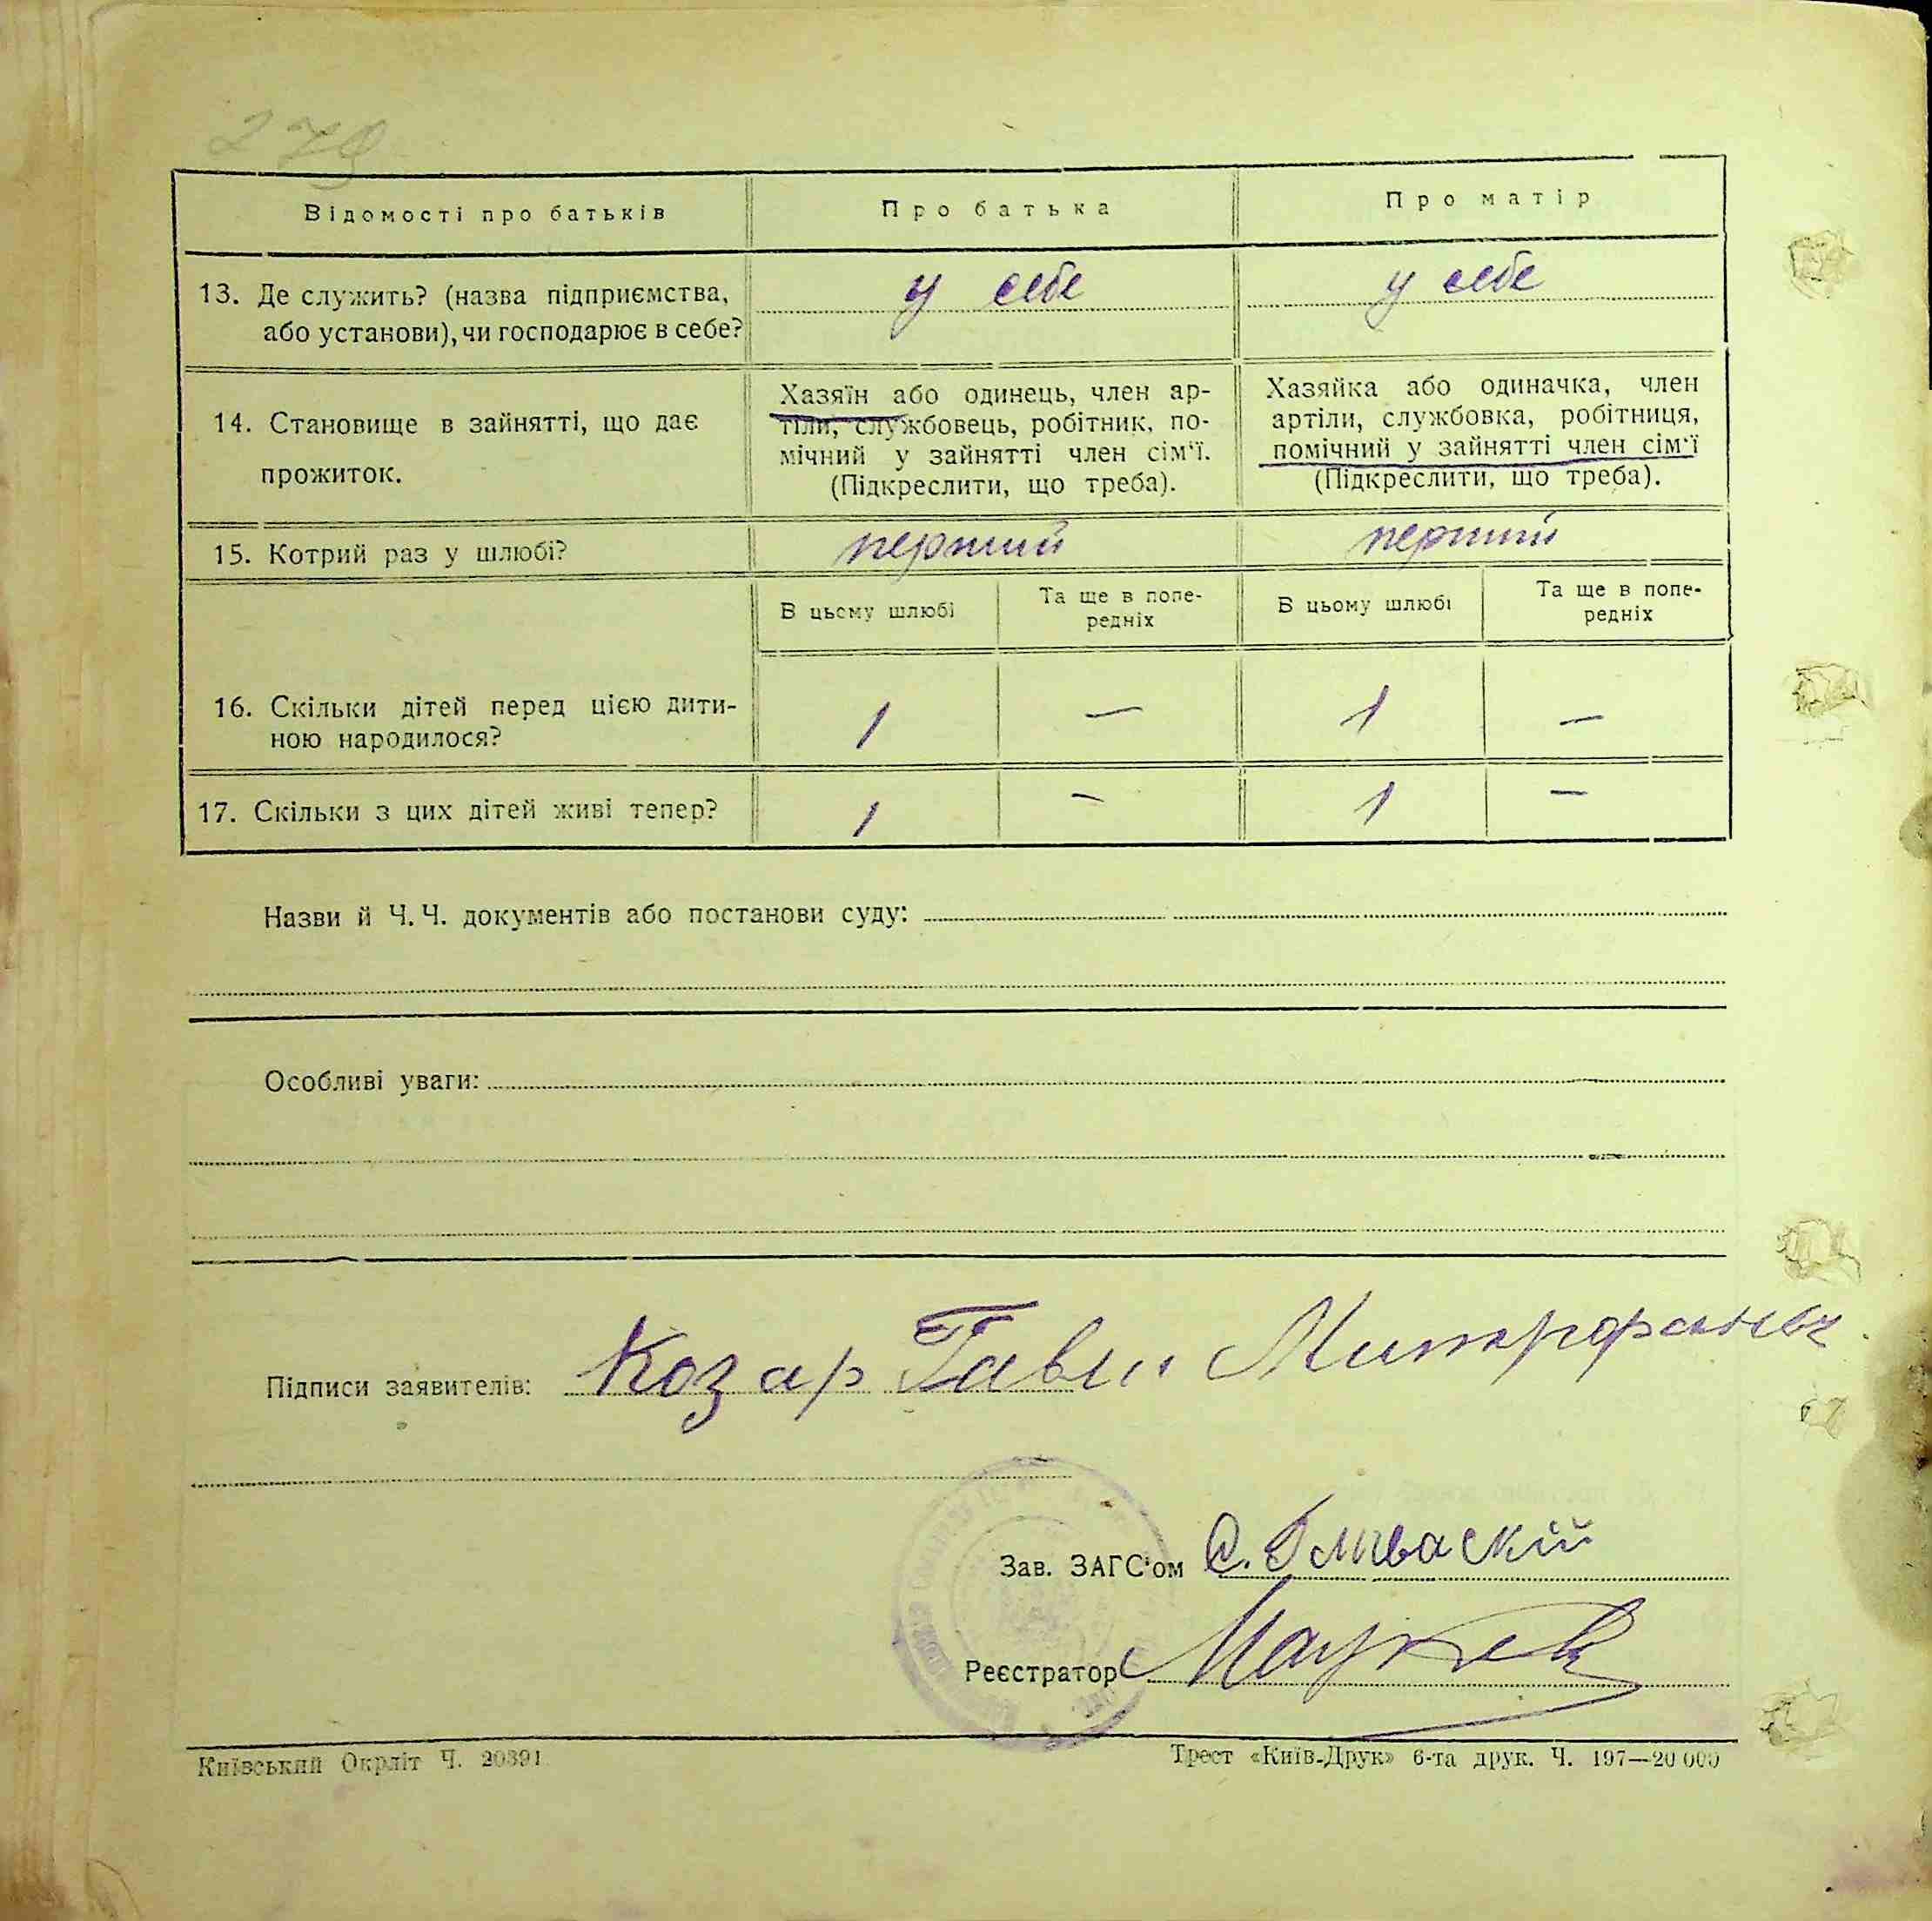 279
Відомості про батьків
Про батька
Про матір
13. Де служить? (назва підприємства, або установи), чи господарює в себе?
у себе
у себе
14. Становище в зайнятті, що дає прожиток.
Хазяїн або одинець, член ар-
тіли, службовець, робітник, по-
мічний у зайнятті член сім'ї.
(Підкреслити, що треба).
Хазяйка або одиначка, член
артіли, службовка, робітниця,
помічний у зайнятті член сім'ї
(Підкреслити, що треба).
15. Котрий раз у шлюбі?
перший
перший
В цьому шлюбі
Та ще в попе-
редніх
В цьому шлюбі
Та ще в попе-
редніх
16. Скільки дітей перед цією дити-
ною народилося?
1
—
1
—
17. Скільки з цих дітей живі тепер?
1
—
1
—
Назви й Ч. Ч. документів або постанови суду:
Особливі уваги:
Підписи заявителів: Козар
Зав. ЗАГС'ом
Реєстратор
Київський Окрліт Ч. 20391
Трест «Київ-Друк» 6-та друк. Ч. 197—20 000